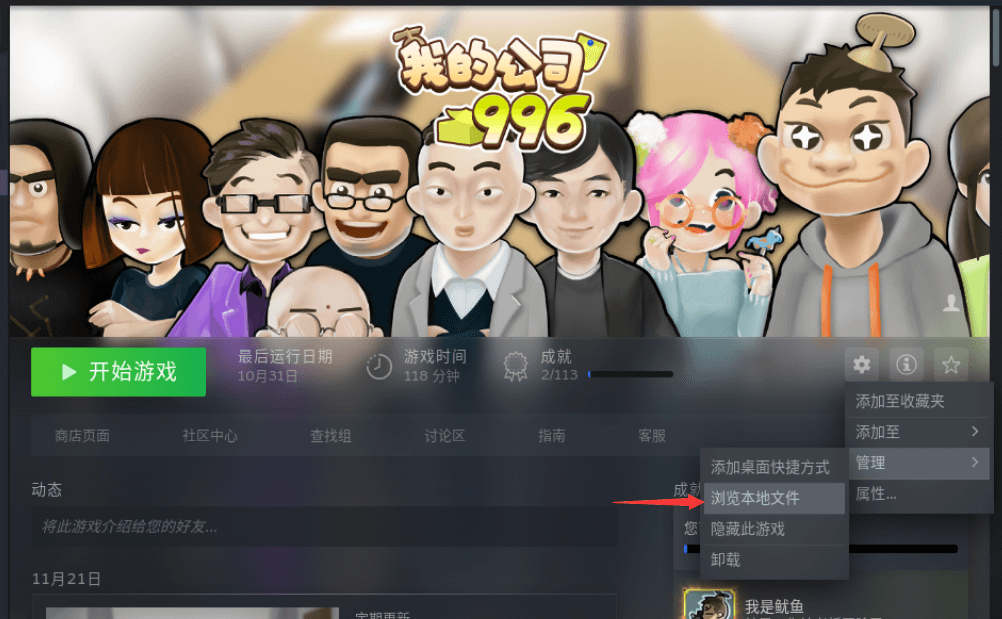 我的公司
996
开始游戏
最后运行日期
10月31日
游戏时间
118 分钟
成就
2/113
添加至收藏夹
添加至
管理
属性...
商店页面
社区中心
查找组
讨论区
指南
客服
添加桌面快捷方式
浏览本地文件
隐藏此游戏
卸载
动态
成就
您
将此游戏介绍给您的好友...
11月21日
定期更新
我是鱿鱼